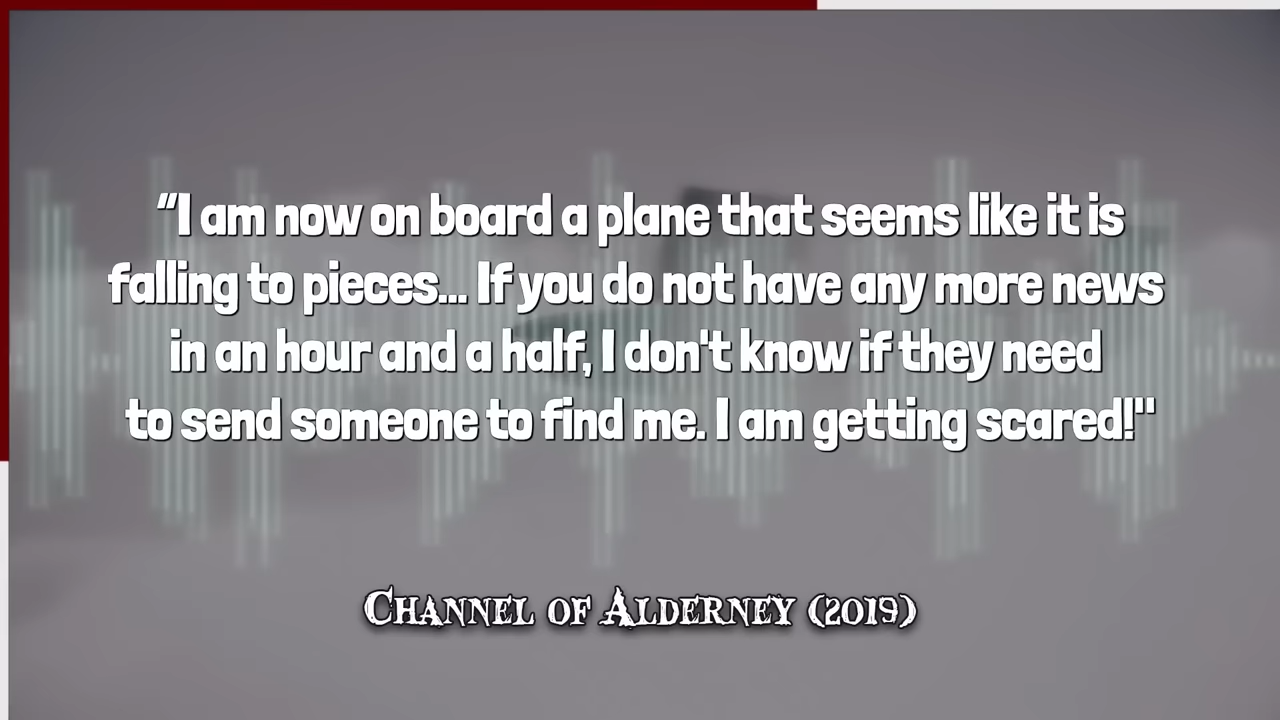 “I am now on board a plane that seems like it is
falling to pieces... If you do not have any more news
in an hour and a half, I don't know if they need
to send someone to find me. I am getting scared!"
Channel of Alderney (2019)